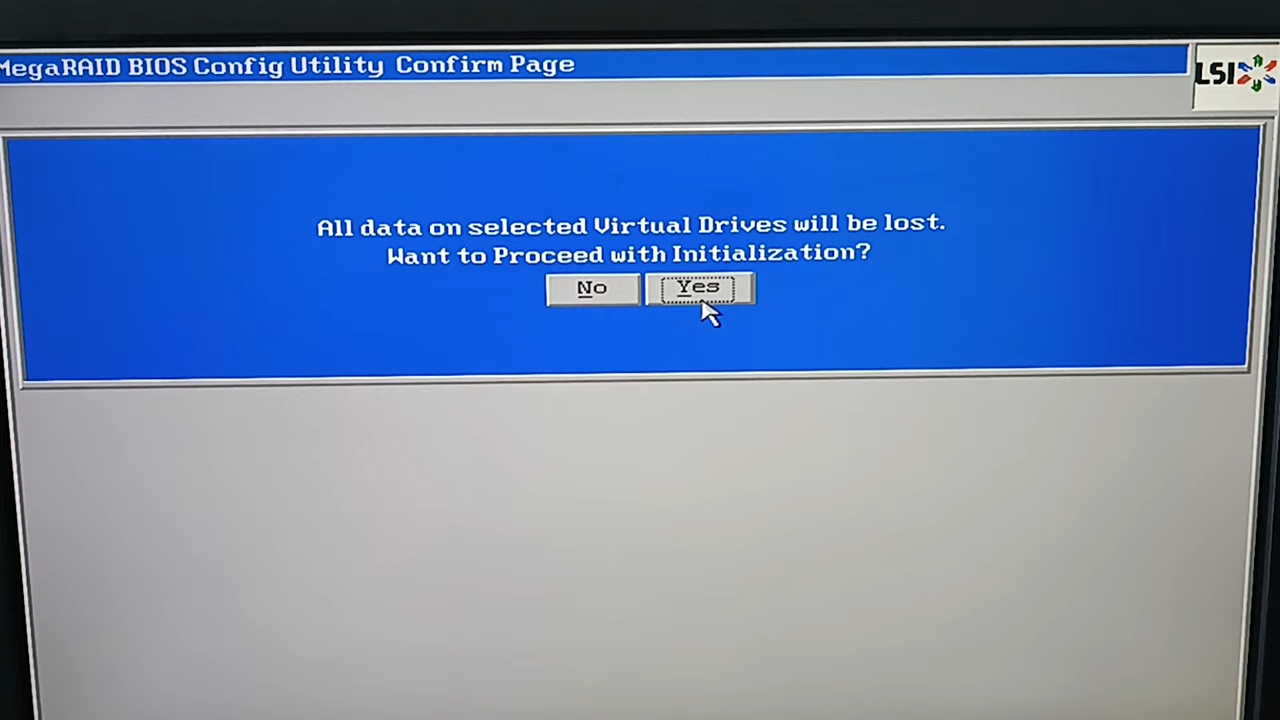 MegaRAID BIOS Config Utility Confirm Page
LSI
All data on selected Virtual Drives will be lost.
Want to Proceed with Initialization?
No
Yes